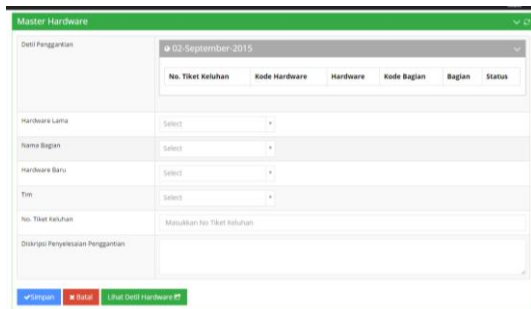 Master Hardware
Detil Penggantian
02-September-2015
No. Tiket Keluhan Kode Hardware Hardware Kode Bagian Bagian Status
Hardware Lama Select
Nama Bagian Select
Hardware Baru Select
Tim Select
No. Tiket Keluhan Masukkan No Tiket Keluhan
Diskripsi Penyelesaian Penggantian
Simpan Batal Lihat Detil Hardware